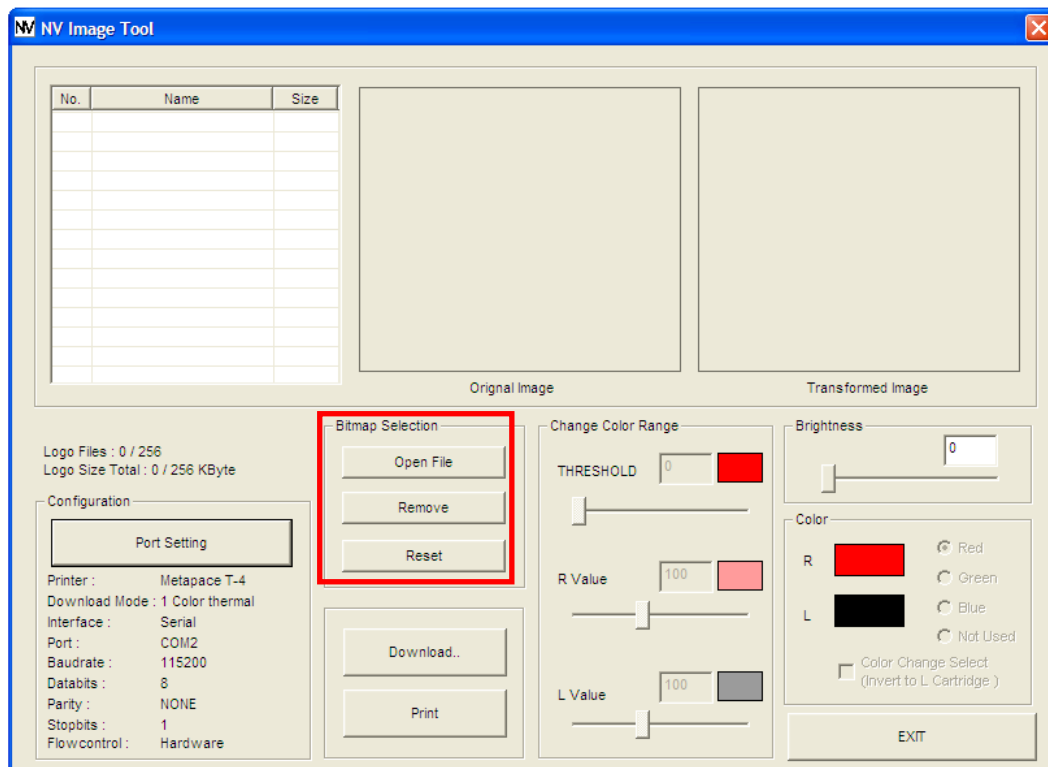 NV NV Image Tool
No. Name Size
Orignal Image
Transformed Image
Logo Files : 0 / 256
Logo Size Total : 0 / 256 KByte
Configuration
Port Setting
Printer : Metapace T-4
Download Mode : 1 Color thermal
Interface : Serial
Port : COM2
Baudrate : 115200
Databits : 8
Parity : NONE
Stopbits : 1
Flowcontrol : Hardware
Bitmap Selection
Open File
Remove
Reset
Download..
Print
Change Color Range
THRESHOLD 0
R Value 100
L Value 100
Brightness
0
Color
R
L
Red
Green
Blue
Not Used
Color Change Select
(Invert to L Cartridge )
EXIT